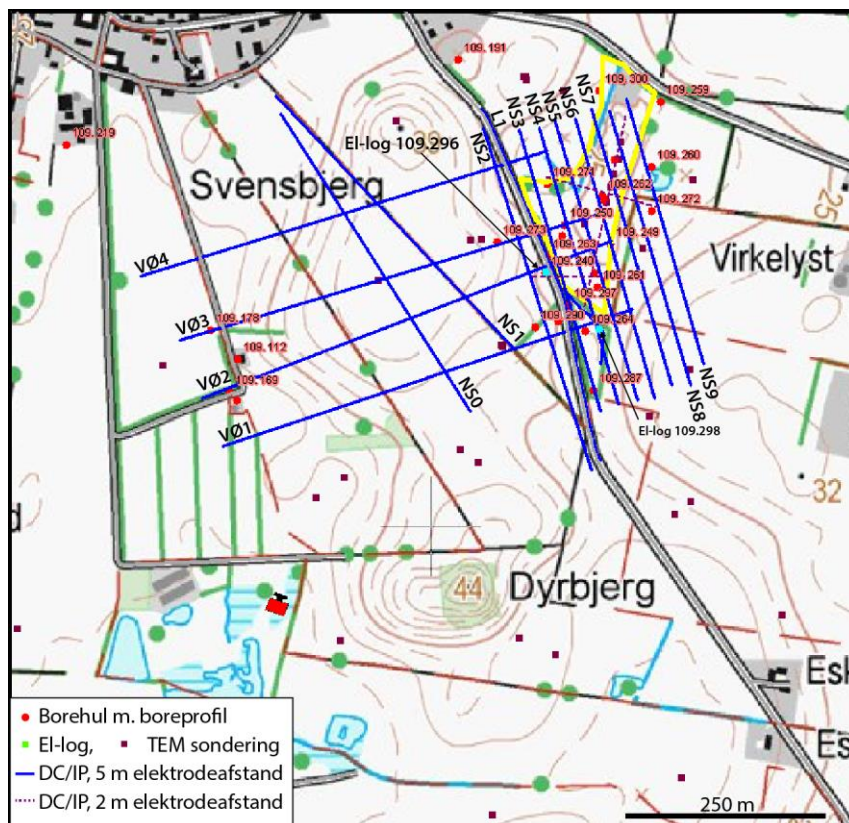 109. 191
109. 300
109. 259
NS7
NS6
NS5
NS4
NS3
L1
NS2
El-log 109.296
109. 219
39
109. 260
Svensbjerg
109. 271
109. 262
109. 272
25
109. 250
109. 273
109. 263
109. 249
VØ4
109. 240
Virkelyst
109. 261
109. 297
VØ3
109. 178
109. 290
109. 264
NS1
109. 112
VØ2
109. 169
109. 287
NS0
NS9
NS8
VØ1
El-log 109.298
32
d
44
Dyrbjerg
Esk
Es
Borehul m. boreprofil
El-log, TEM sondering
DC/IP, 5 m elektrodeafstand
DC/IP, 2 m elektrodeafstand
250 m